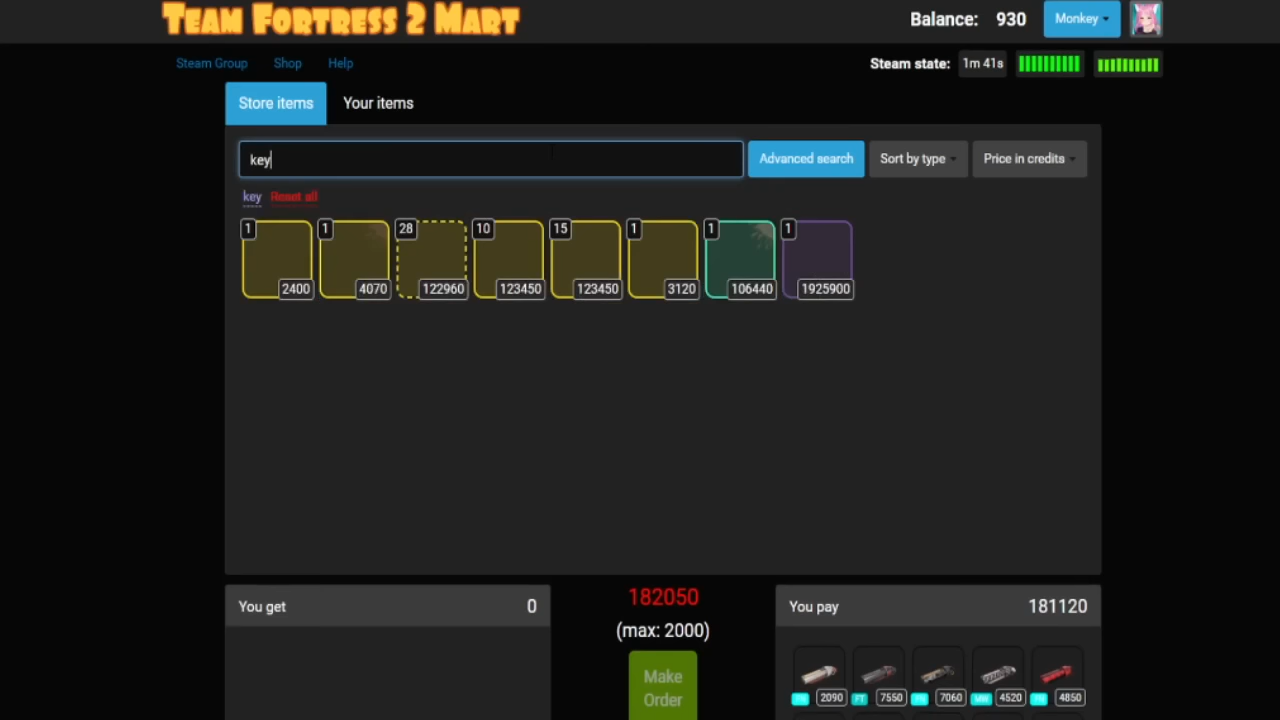 Team Fortress 2 Mart
Balance: 930 Monkey
Steam Group Shop Help
Steam state: 1m 41s
Store items Your items
key Advanced search Sort by type Price in credits
key Reset all
1 1 28 10 15 1 1 1
2400 4070 122960 123450 123450 3120 106440 1925900
You get 0
182050
(max: 2000)
Make
Order
You pay 181120
2090 FT 7550 7060 MW 4520 4850